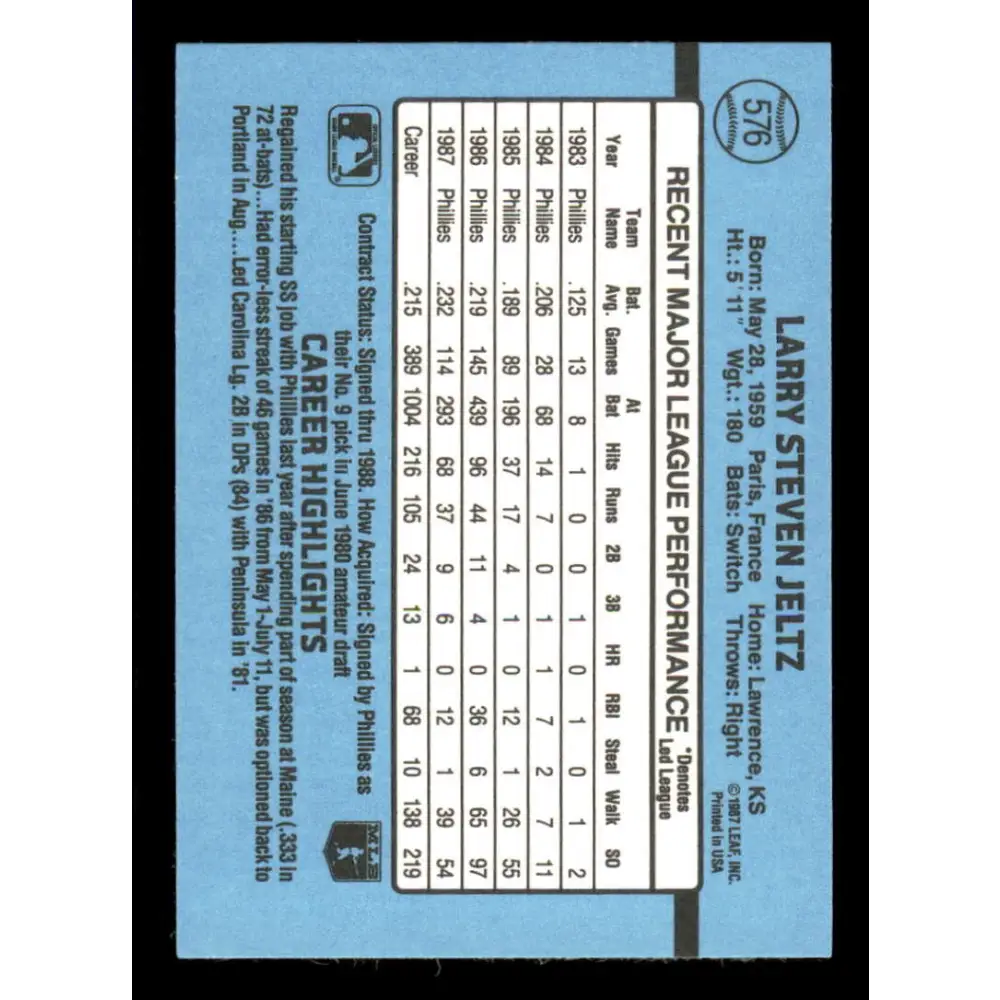 576
LARRY STEVEN JELTZ
Born: May 28, 1959 Paris, France Home: Lawrence, KS
Ht.: 5'11" Wgt.: 180 Bats: Switch Throws: Right
©1987 LEAF, INC.
Printed in USA
RECENT MAJOR LEAGUE PERFORMANCE *Denotes Led League
Year Team Name Bat. Avg. Games At Bat Hits Runs 2B 3B HR RBI Steal Walk SO
1983 Phillies .125 13 8 1 0 0 1 0 1 0 1 2
1984 Phillies .206 28 68 14 7 0 1 1 7 2 7 11
1985 Phillies .189 89 196 37 17 4 1 0 12 1 26 55
1986 Phillies .219 145 439 96 44 11 4 0 36 6 65 97
1987 Phillies .232 114 293 68 37 9 6 0 12 1 39 54
Career .215 389 1004 216 105 24 13 1 68 10 138 219
Contract Status: Signed thru 1988. How Acquired: Signed by Phillies as
their No. 9 pick in June 1980 amateur draft
MLB
CAREER HIGHLIGHTS
Regained his starting SS job with Phillies last year after spending part of season at Maine (.333 in
72 at-bats)...Had error-less streak of 46 games in '86 from May 1-July 11, but was optioned back to
Portland in Aug....Led Carolina Lg. 2B in DPs (84) with Peninsula in '81.